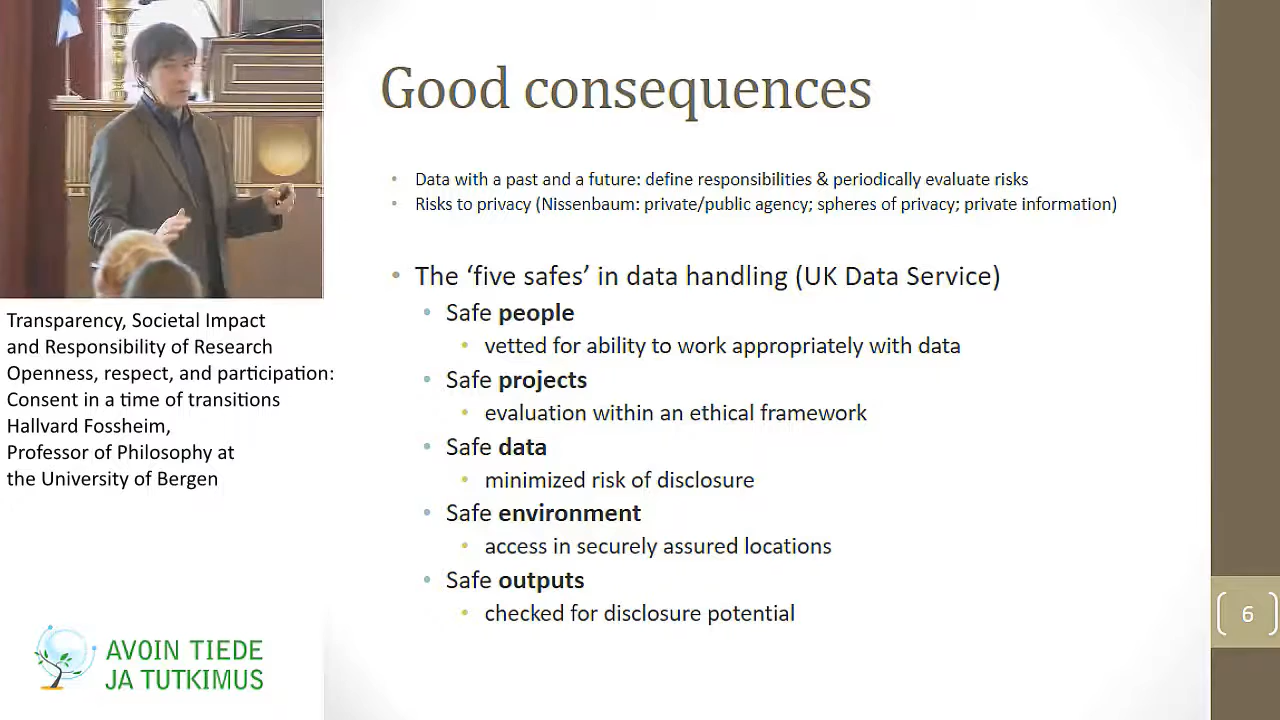 Good consequences
• Data with a past and a future: define responsibilities & periodically evaluate risks
• Risks to privacy (Nissenbaum: private/public agency; spheres of privacy; private information)
• The ‘five safes’ in data handling (UK Data Service)
• Safe people
• vetted for ability to work appropriately with data
• Safe projects
• evaluation within an ethical framework
• Safe data
• minimized risk of disclosure
• Safe environment
• access in securely assured locations
• Safe outputs
• checked for disclosure potential
6
Transparency, Societal Impact
and Responsibility of Research
Openness, respect, and participation:
Consent in a time of transitions
Hallvard Fossheim,
Professor of Philosophy at
the University of Bergen
AVOIN TIEDE
JA TUTKIMUS